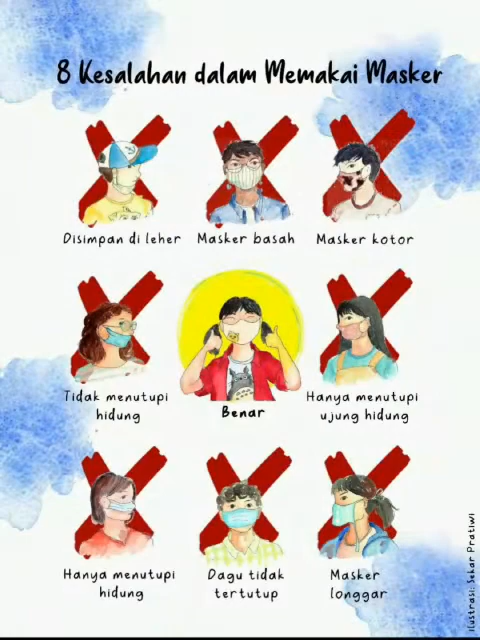 8 Kesalahan dalam Memakai Masker
Disimpan di leher
Masker basah
Masker kotor
Tidak menutupi
hidung
Benar
Hanya menutupi
ujung hidung
Hanya menutupi
hidung
Dagu tidak
tertutup
Masker
longgar
ilustrasi: Sekar Pratiwi